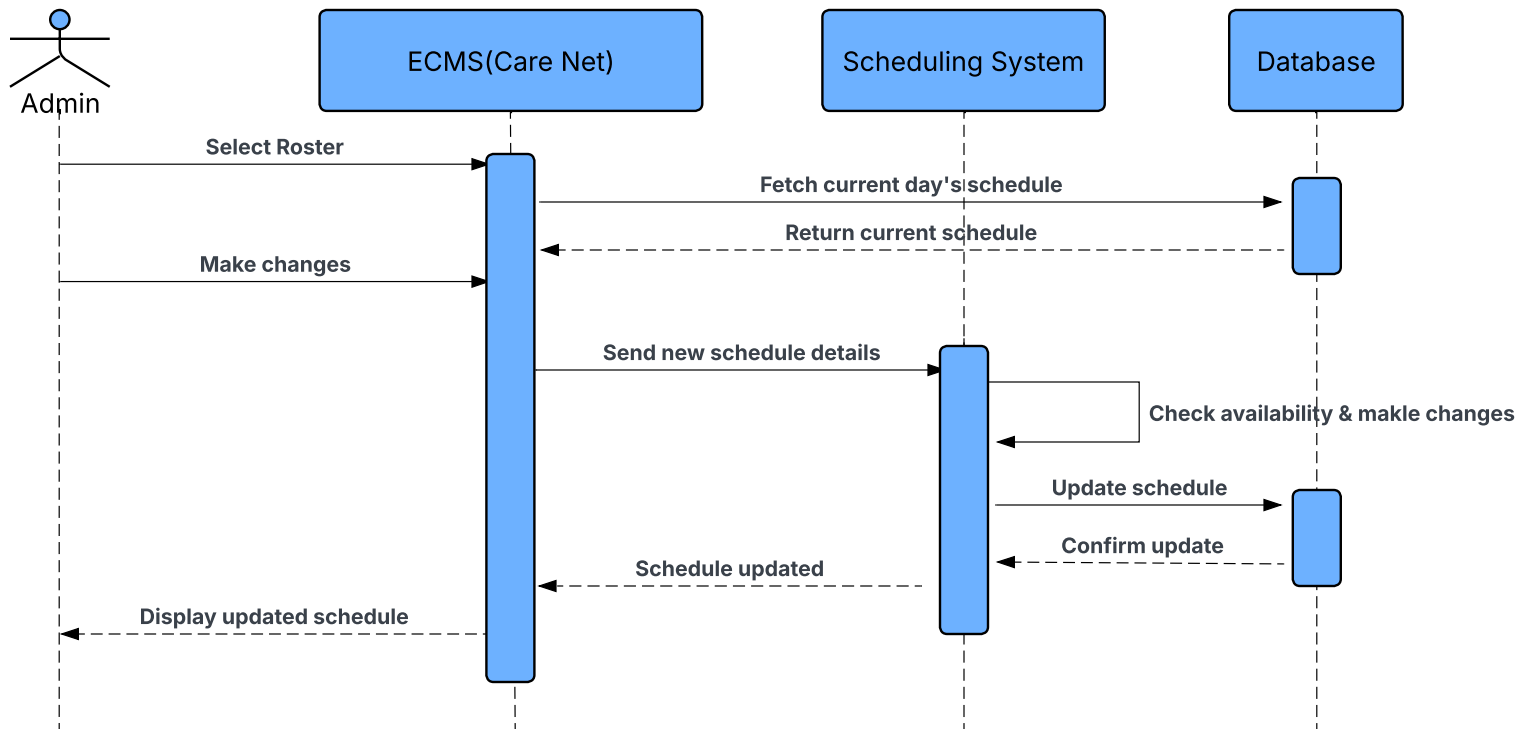 Admin
ECMS(Care Net)
Scheduling System
Database
Select Roster
Fetch current day's schedule
Return current schedule
Make changes
Send new schedule details
Check availability & makle changes
Update schedule
Confirm update
Schedule updated
Display updated schedule